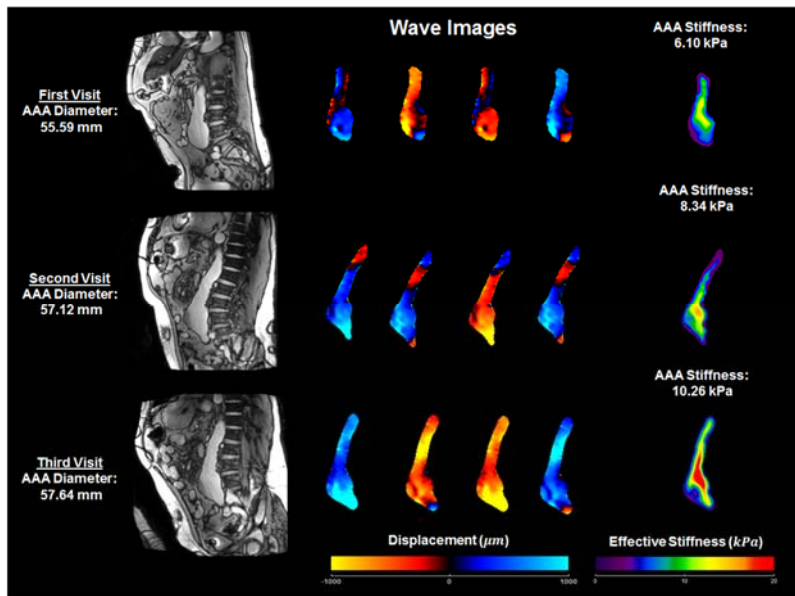 Wave Images
First Visit
AAA Diameter:
55.59 mm
AAA Stiffness:
6.10 kPa
Second Visit
AAA Diameter:
57.12 mm
AAA Stiffness:
8.34 kPa
Third Visit
AAA Diameter:
57.64 mm
AAA Stiffness:
10.26 kPa
Displacement (μm)
-1000 0 1000
Effective Stiffness (kPa)
0 10 20